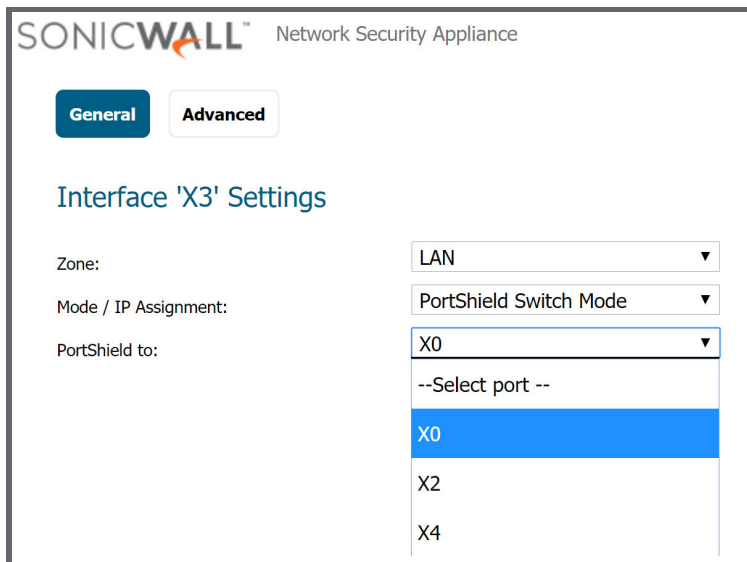 SONICWALL™ Network Security Appliance
General Advanced
Interface 'X3' Settings
Zone: LAN
Mode / IP Assignment: PortShield Switch Mode
PortShield to: X0
--Select port --
X0
X2
X4